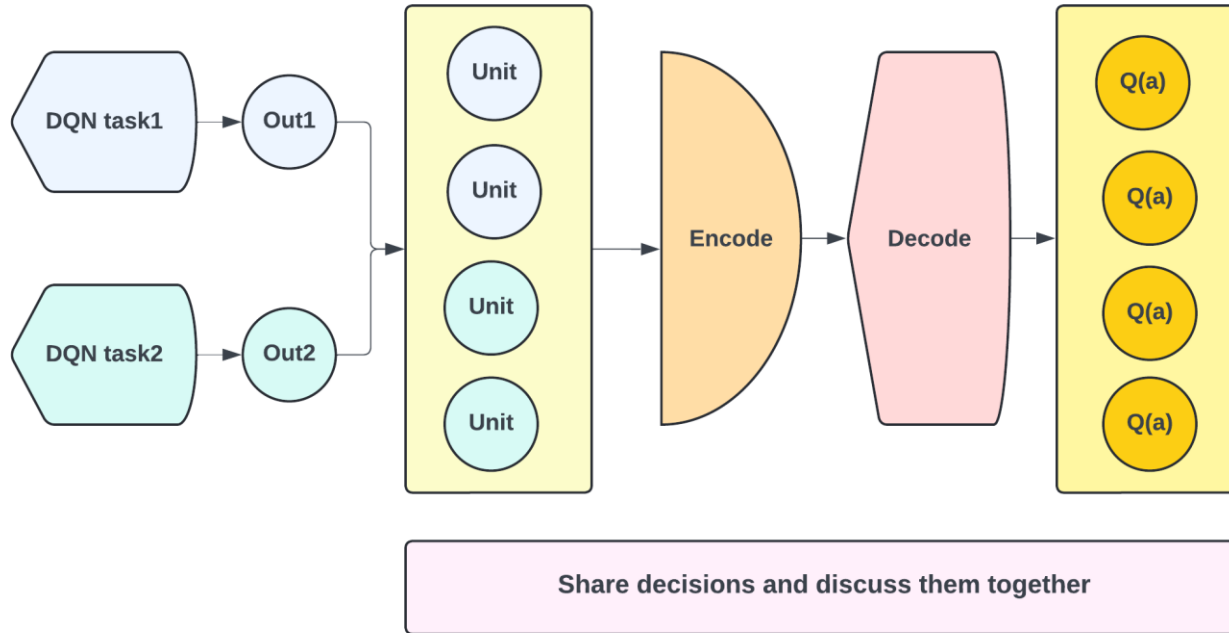 DQN task1
Out1
DQN task2
Out2
Unit
Unit
Unit
Unit
Encode
Decode
Q(a)
Q(a)
Q(a)
Q(a)
Share decisions and discuss them together